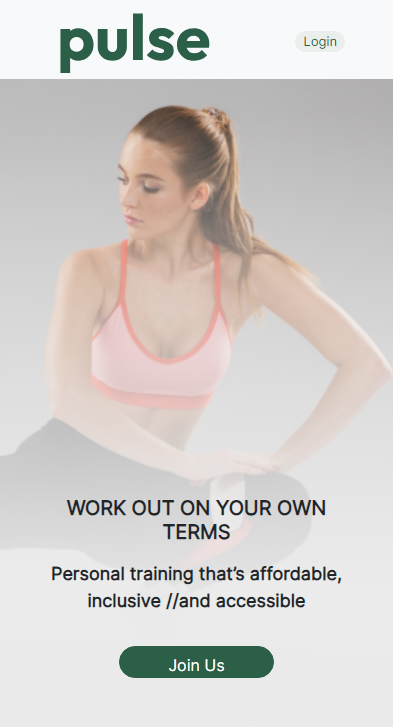 pulse
Login
WORK OUT ON YOUR OWN
TERMS
Personal training that's affordable,
inclusive //and accessible
Join Us